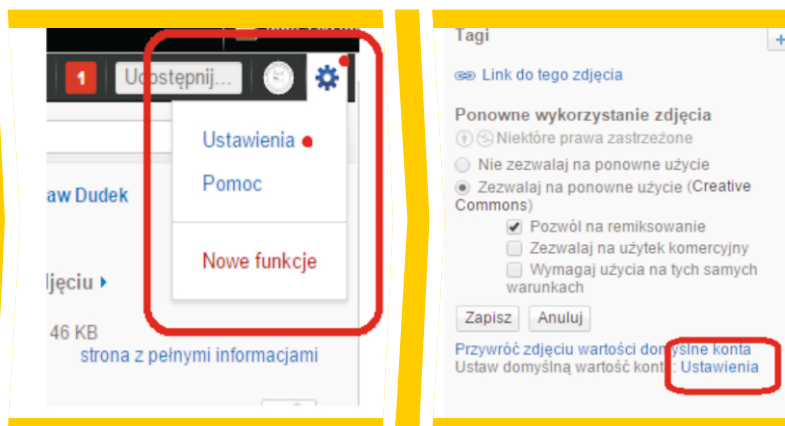 1 Udostępnij...
Ustawienia
Pomoc
aw Dudek
Nowe funkcje
djęciu
46 KB
strona z pełnymi informacjami
Tagi
+
Link do tego zdjęcia
Ponowne wykorzystanie zdjęcia
Niektóre prawa zastrzeżone
Nie zezwalaj na ponowne użycie
Zezwalaj na ponowne użycie (Creative
Commons)
Pozwól na remiksowanie
Zezwalaj na użytek komercyjny
Wymagaj użycia na tych samych
warunkach
Zapisz Anuluj
Przywróć zdjęciu wartości domyślne konta
Ustaw domyślną wartość konta: Ustawienia